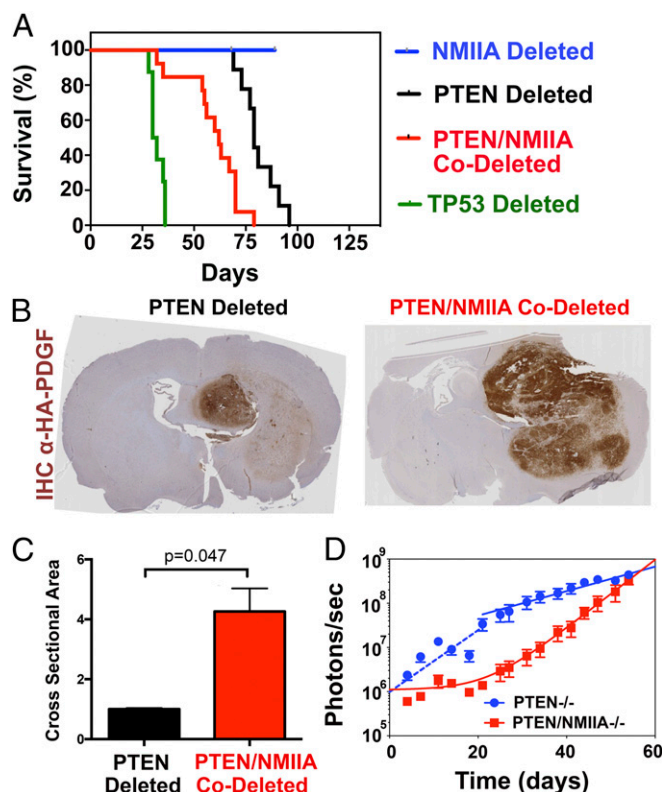 A
Survival (%)
100
80
60
40
20
0
0 25 50 75 100 125
Days
NMIIA Deleted
PTEN Deleted
PTEN/NMIIA
Co-Deleted
TP53 Deleted
B
PTEN Deleted
PTEN/NMIIA Co-Deleted
IHC α-HA-PDGF
C
Cross Sectional Area
6
4
2
0
p=0.047
PTEN
Deleted
PTEN/NMIIA
Co-Deleted
D
Photons/sec
10⁹
10⁸
10⁷
10⁶
10⁵
PTEN-/-
PTEN/NMIIA-/-
0 20 40 60
Time (days)